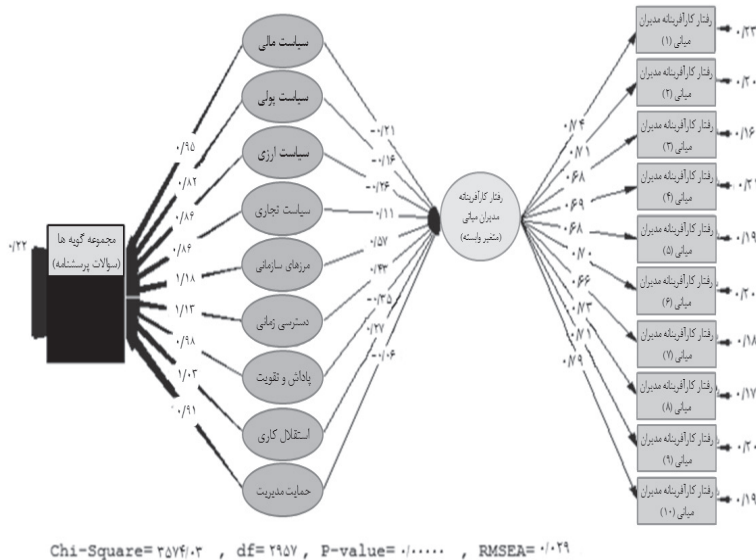 سیاست مالی
سیاست پولی
سیاست ارزی
سیاست تجاری
مرزهای سازمانی
دسترسی زمانی
پاداش و تقویت
استقلال کاری
حمایت مدیریت
مجموعه گویه ها
(سوالات پرسشنامه)
۰/۲۲
۰/۹۵
۰/۸۲
۰/۸۶
۰/۸۶
۱/۱۸
۱/۱۳
۰/۹۸
۱/۰۳
۰/۹۱
-۰/۲۱
-۰/۱۶
-۰/۲۶
۰/۱۱
۰/۵۷
۰/۴۳
-۰/۳۵
۰/۲۷
-۰/۰۶
رفتار کارآفرینانه
مدیران میانی
(متغیر وابسته)
۰/۷۴
۰/۷۱
۰/۶۸
۰/۶۹
۰/۶۸
۰/۷۰
۰/۶۶
۰/۷۳
۰/۷۱
۰/۷۹
رفتار کارآفرینانه مدیران
میانی (۱)
۰/۲۳
رفتار کارآفرینانه مدیران
میانی (۲)
۰/۲۰
رفتار کارآفرینانه مدیران
میانی (۳)
۰/۱۶
رفتار کارآفرینانه مدیران
میانی (۴)
۰/۲۱
رفتار کارآفرینانه مدیران
میانی (۵)
۰/۱۹
رفتار کارآفرینانه مدیران
میانی (۶)
۰/۲۰
رفتار کارآفرینانه مدیران
میانی (۷)
۰/۱۸
رفتار کارآفرینانه مدیران
میانی (۸)
۰/۱۷
رفتار کارآفرینانه مدیران
میانی (۹)
۰/۲۰
رفتار کارآفرینانه مدیران
میانی (۱۰)
۰/۱۹
Chi-Square= ۳۵۷۴/۰۳ , df= ۲۹۵۷ , P-value= ۰/۰۰۰۰۰ , RMSEA= ۰/۰۲۹